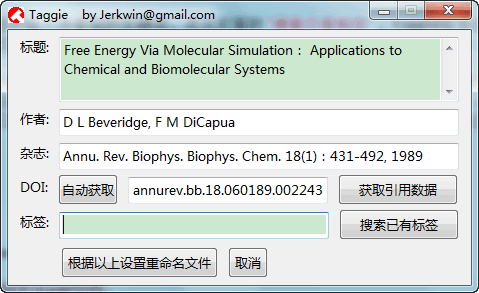 Taggie by Jerkwin@gmail.com
标题:
Free Energy Via Molecular Simulation： Applications to
Chemical and Biomolecular Systems
作者: D L Beveridge, F M DiCapua
杂志: Annu. Rev. Biophys. Biophys. Chem. 18(1)：431-492, 1989
DOI: 自动获取 annurev.bb.18.060189.002243 获取引用数据
标签: 搜索已有标签
根据以上设置重命名文件 取消